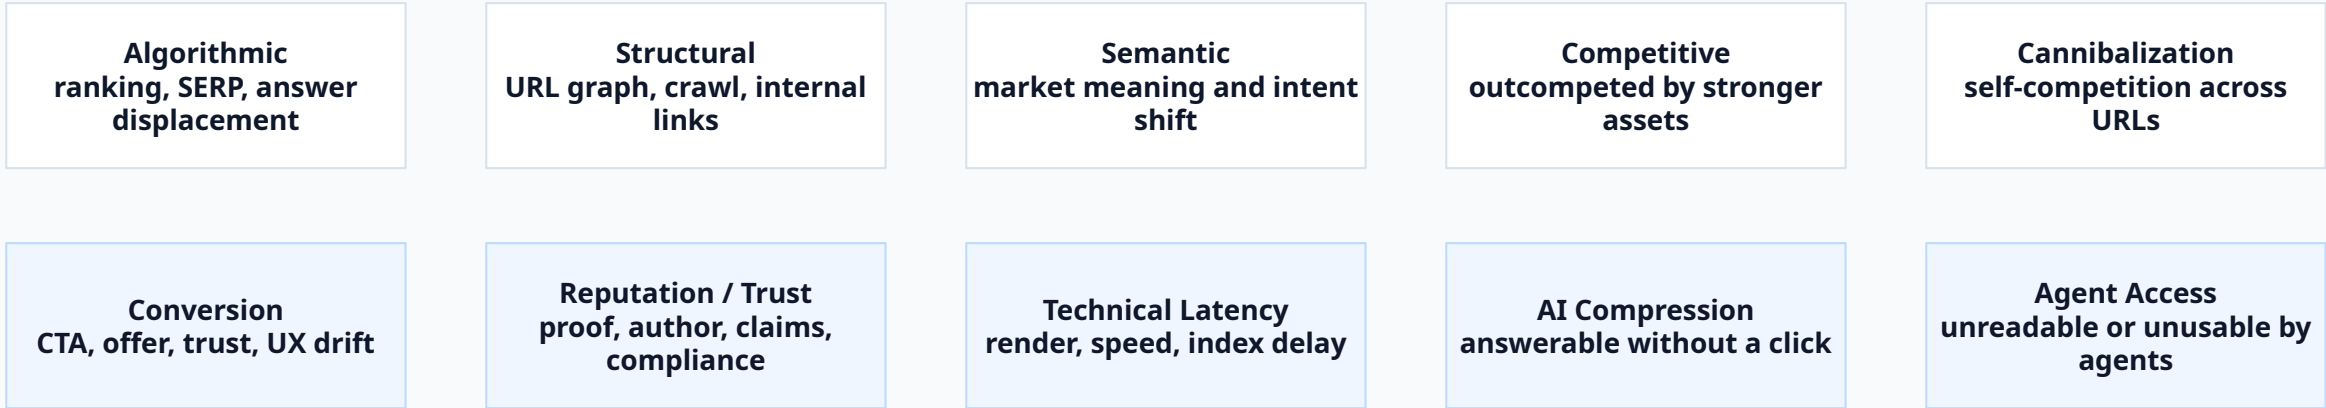 Algorithmic
ranking, SERP, answer
displacement
Structural
URL graph, crawl, internal
links
Semantic
market meaning and intent
shift
Competitive
outcompeted by stronger
assets
Cannibalization
self-competition across
URLs
Conversion
CTA, offer, trust, UX drift
Reputation / Trust
proof, author, claims,
compliance
Technical Latency
render, speed, index delay
AI Compression
answerable without a click
Agent Access
unreadable or unusable by
agents